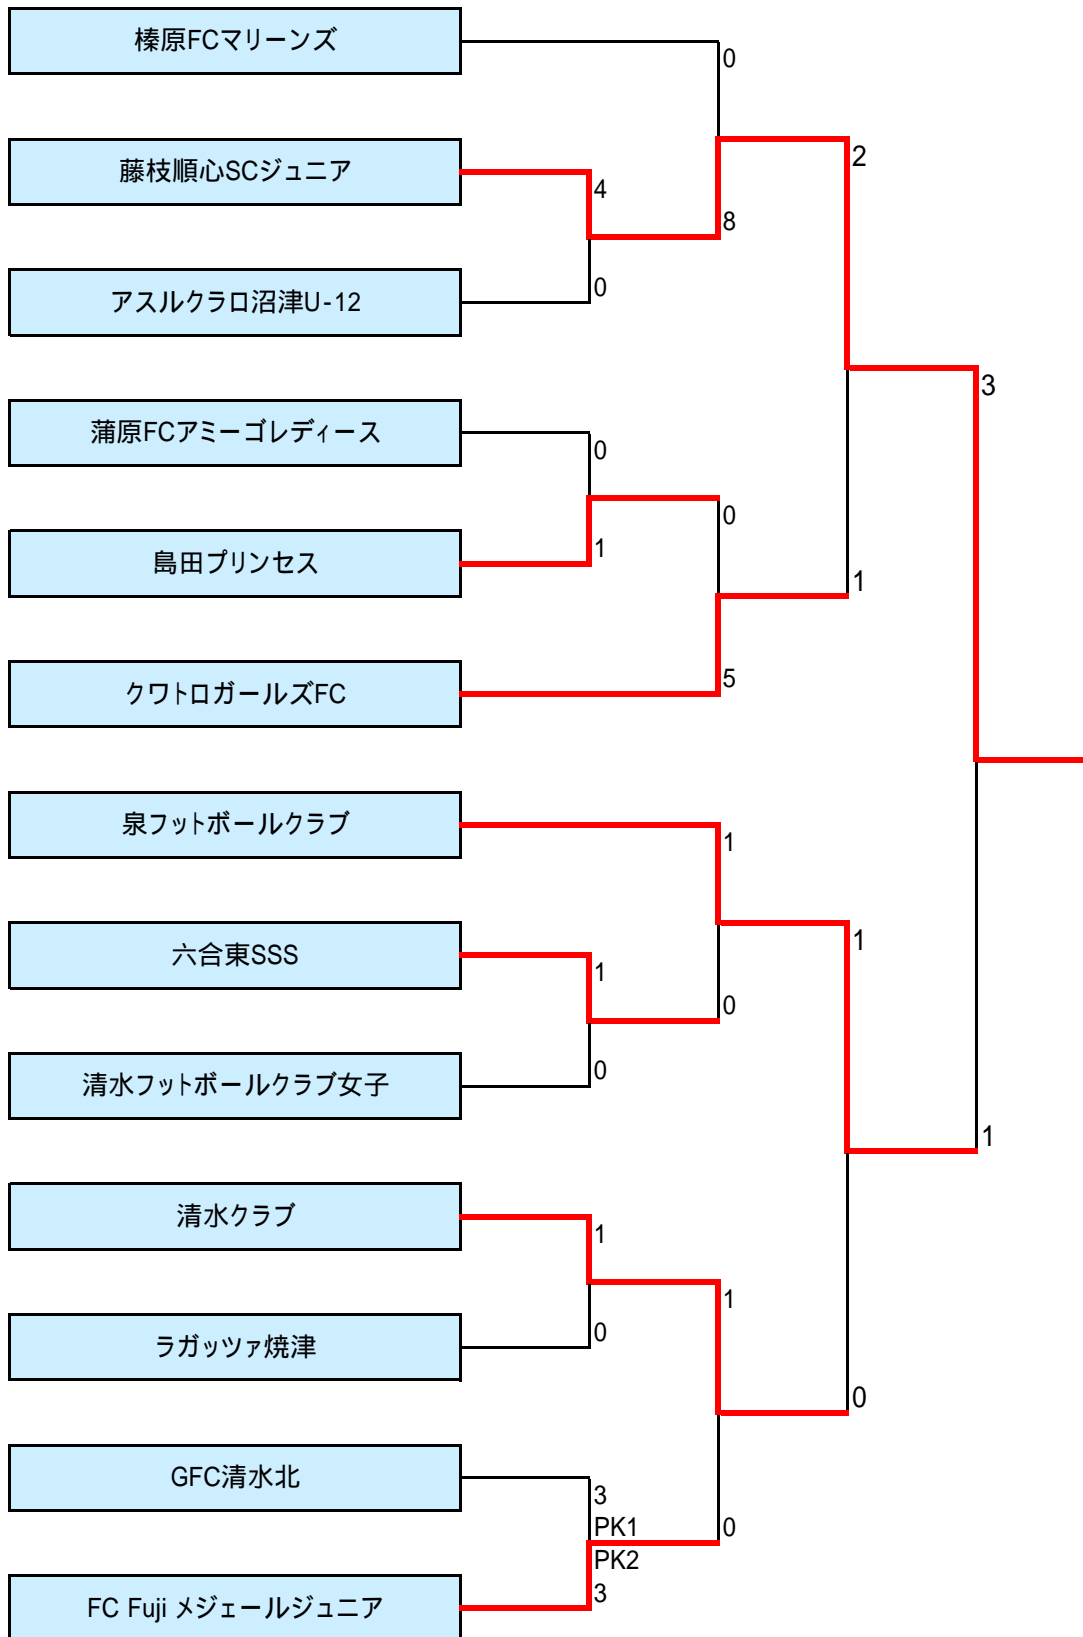 榛原FCマリーンズ
0
2
藤枝順心SCジュニア
4
8
アスルクラロ沼津U-12
0
3
蒲原FCアミーゴレディース
0
0
島田プリンセス
1
1
クワトロガールズFC
5
泉フットボールクラブ
1
1
六合東SSS
1
0
清水フットボールクラブ女子
0
1
清水クラブ
1
1
ラガッツァ焼津
0
0
GFC清水北
3
PK1
0
PK2
3
FC Fuji メジェールジュニア